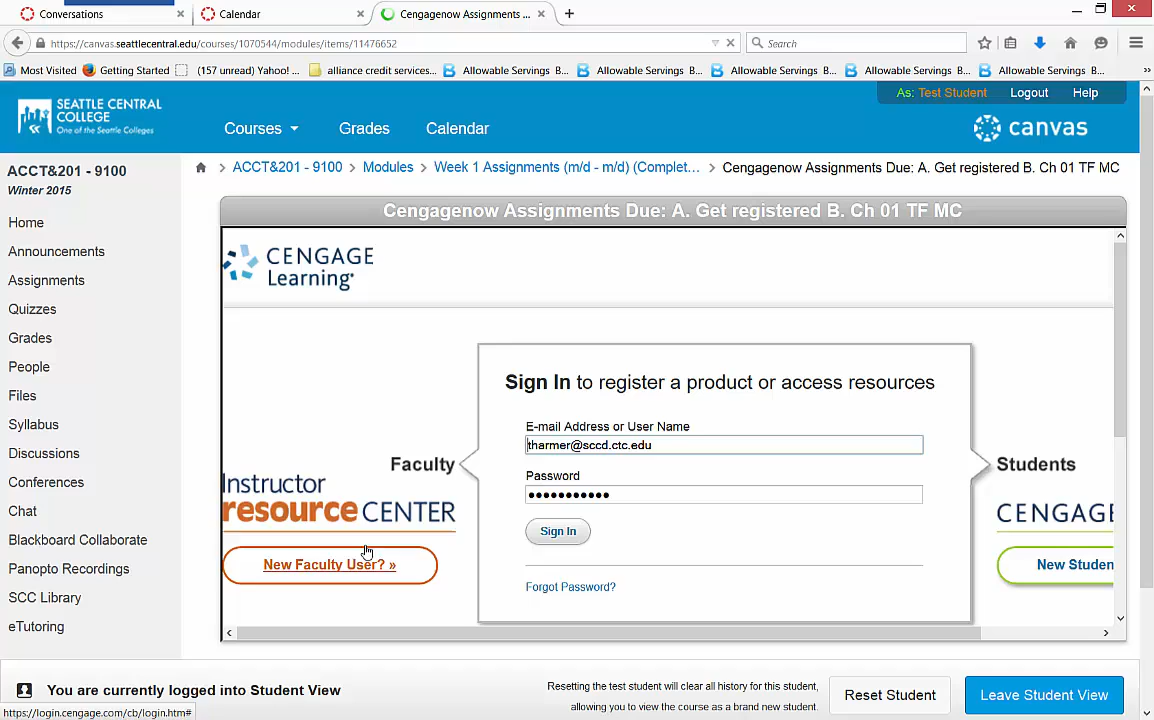 Conversations
Calendar
Cengagenow Assignments ...
https://canvas.seattlecentral.edu/courses/1070544/modules/items/11476652
Search
Most Visited
Getting Started
(157 unread) Yahoo! ...
alliance credit services...
Allowable Servings B...
Allowable Servings B...
Allowable Servings B...
Allowable Servings B...
Allowable Servings B...
SEATTLE CENTRAL
COLLEGE
One of the Seattle Colleges
Courses
Grades
Calendar
As: Test Student
Logout
Help
canvas
ACCT&201 - 9100
Winter 2015
Home
Announcements
Assignments
Quizzes
Grades
People
Files
Syllabus
Discussions
Conferences
Chat
Blackboard Collaborate
Panopto Recordings
SCC Library
eTutoring
ACCT&201 - 9100 > Modules > Week 1 Assignments (m/d - m/d) (Complet... > Cengagenow Assignments Due: A. Get registered B. Ch 01 TF MC
Cengagenow Assignments Due: A. Get registered B. Ch 01 TF MC
CENGAGE
Learning
Sign In to register a product or access resources
E-mail Address or User Name
tharmer@sccd.ctc.edu
Password
Sign In
Forgot Password?
Faculty
Instructor
resource CENTER
New Faculty User? »
Students
CENGAG
New Studen
You are currently logged into Student View
Resetting the test student will clear all history for this student,
allowing you to view the course as a brand new student.
Reset Student
Leave Student View
https://login.cengage.com/cb/login.htm#